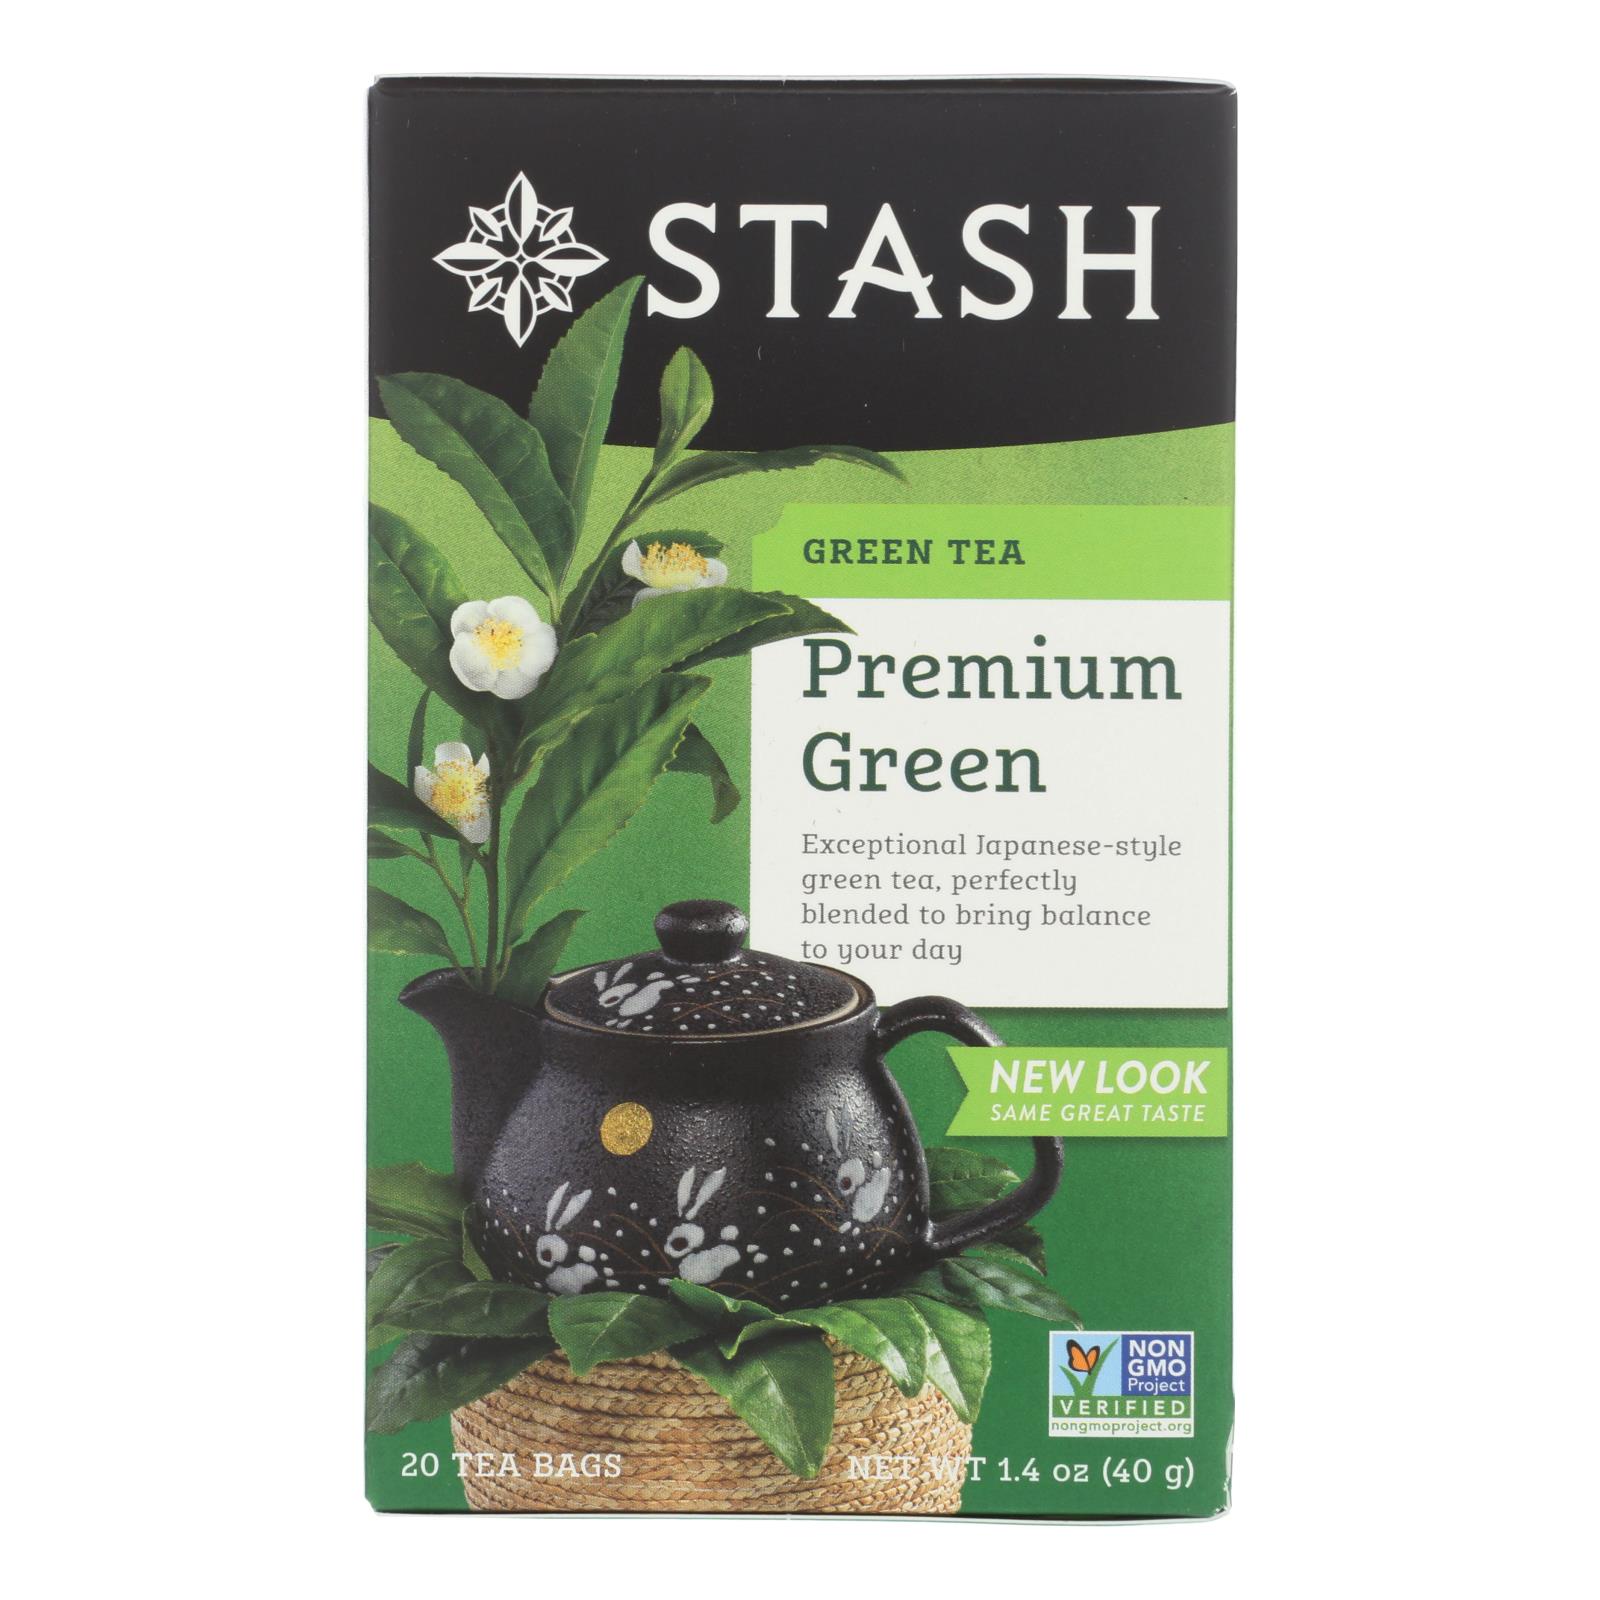 STASH
GREEN TEA
Premium
Green
Exceptional Japanese-style
green tea, perfectly
blended to bring balance
to your day
NEW LOOK
SAME GREAT TASTE
NON
GMO
Project
VERIFIED
nongmoproject.org
20 TEA BAGS
NET WT 1.4 oz (40 g)